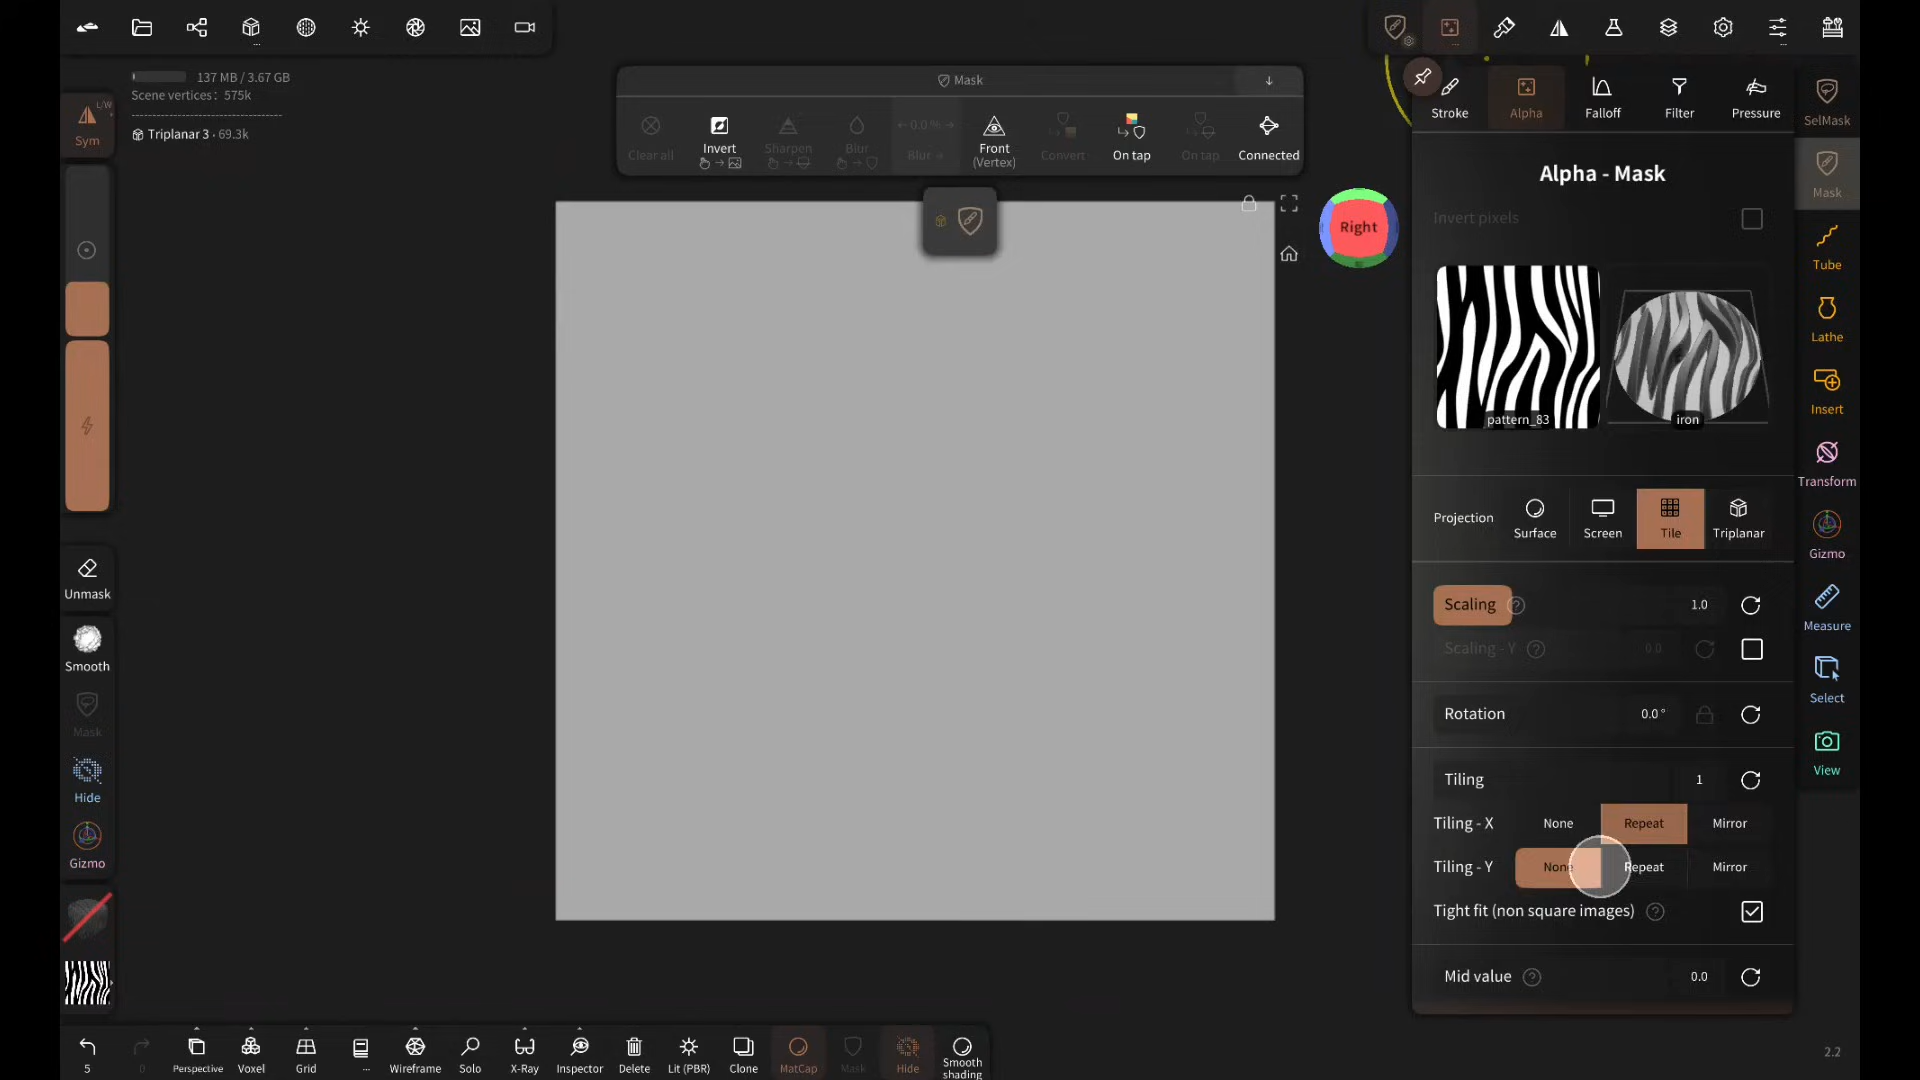 137 MB / 3.67 GB
Scene vertices: 575k
Triplanar 3 · 69.3k
L/W
Sym
Unmask
Smooth
Mask
Hide
Gizmo
Mask
Clear all
Invert
Sharpen
Blur
0.0 %
Blur
Front
(Vertex)
Convert
On tap
On tap
Connected
Right
Stroke
Alpha
Falloff
Filter
Pressure
Alpha - Mask
Invert pixels
pattern_83
iron
Projection
Surface
Screen
Tile
Triplanar
Scaling ? 1.0
Scaling - Y ? 0.0
Rotation 0.0 °
Tiling 1
Tiling - X None Repeat Mirror
Tiling - Y None Repeat Mirror
Tight fit (non square images) ?
Mid value ? 0.0
SelMask
Mask
Tube
Lathe
Insert
Transform
Gizmo
Measure
Select
View
5
0
Perspective
Voxel
Grid
...
Wireframe
Solo
X-Ray
Inspector
Delete
Lit (PBR)
Clone
MatCap
Mask
Hide
Smooth
shading
2.2